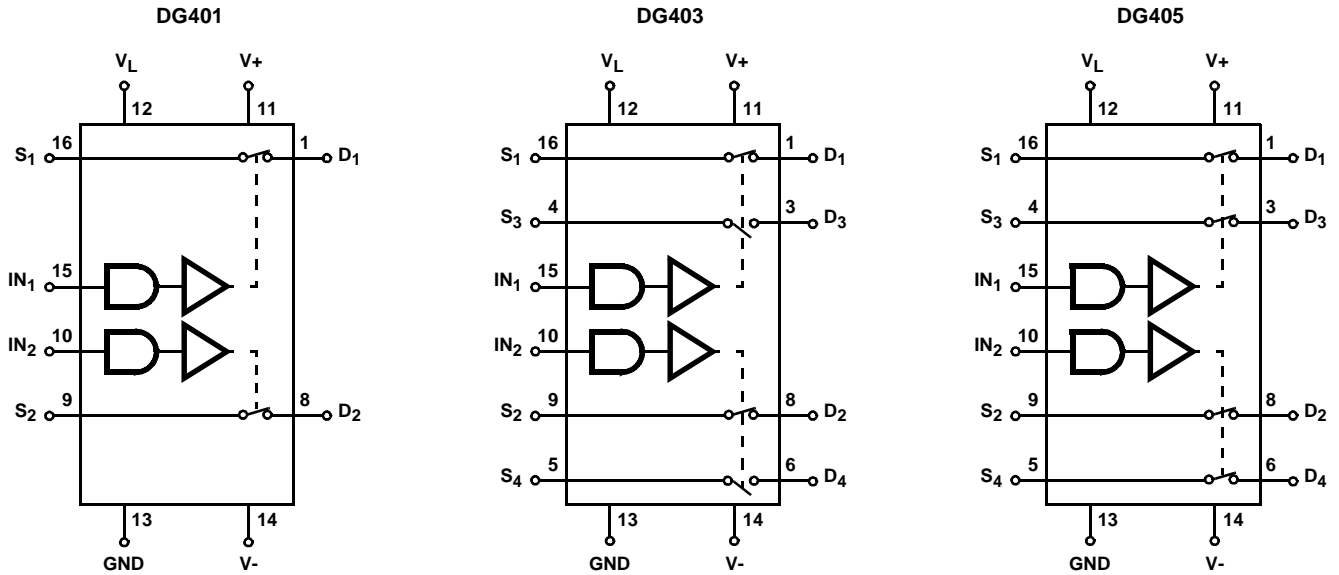 DG401
V_L V+
12 11
S1 16 1 D1
IN1 15
IN2 10
S2 9 8 D2
13 14
GND V-
DG403
V_L V+
12 11
S1 16 1 D1
S3 4 3 D3
IN1 15
IN2 10
S2 9 8 D2
S4 5 6 D4
13 14
GND V-
DG405
V_L V+
12 11
S1 16 1 D1
S3 4 3 D3
IN1 15
IN2 10
S2 9 8 D2
S4 5 6 D4
13 14
GND V-